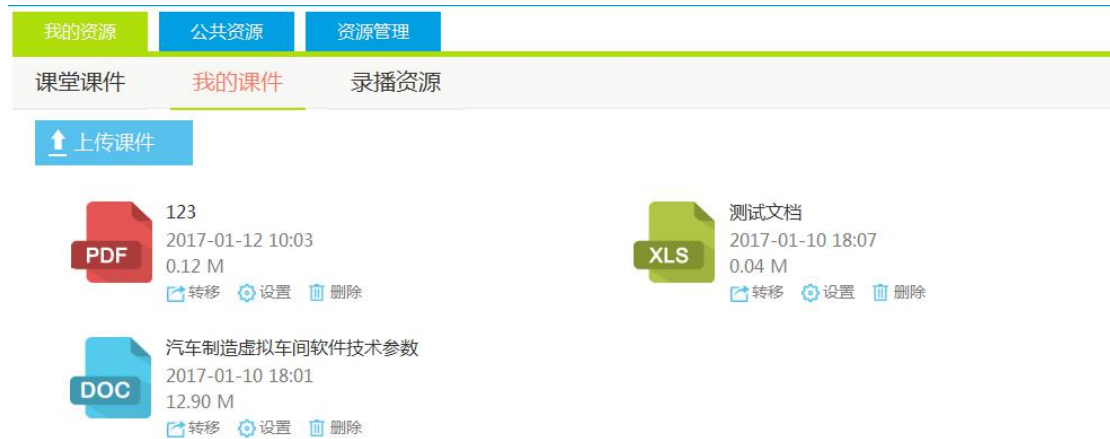 我的资源 公共资源 资源管理
课堂课件 我的课件 录播资源
上传课件
PDF
123
2017-01-12 10:03
0.12 M
转移 设置 删除
XLS
测试文档
2017-01-10 18:07
0.04 M
转移 设置 删除
DOC
汽车制造虚拟车间软件技术参数
2017-01-10 18:01
12.90 M
转移 设置 删除